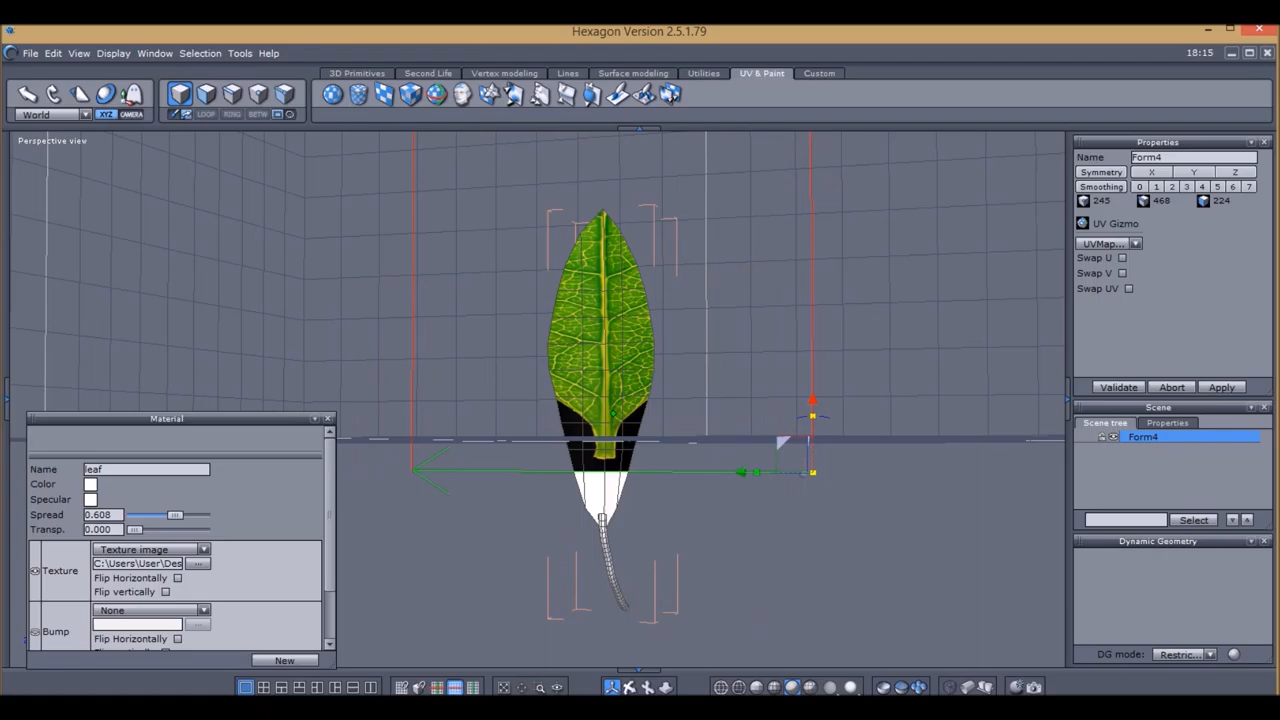 Hexagon Version 2.5.1.79
File Edit View Display Window Selection Tools Help
18:15
3D Primitives Second Life Vertex modeling Lines Surface modeling Utilities UV & Paint Custom
World XYZ CAMERA LOOP RING BETW
Perspective view
Properties
Name Form4
Symmetry X Y Z
Smoothing 0 1 2 3 4 5 6 7
245 468 224
UV Gizmo
UVMap...
Swap U
Swap V
Swap UV
Validate Abort Apply
Scene
Scene tree Properties
Form4
Select
Dynamic Geometry
DG mode: Restric...
Material
Name leaf
Color
Specular
Spread 0.608
Transp. 0.000
Texture image
Texture C:\Users\User\Des ...
Flip Horizontally
Flip vertically
None
Bump ...
Flip Horizontally
New